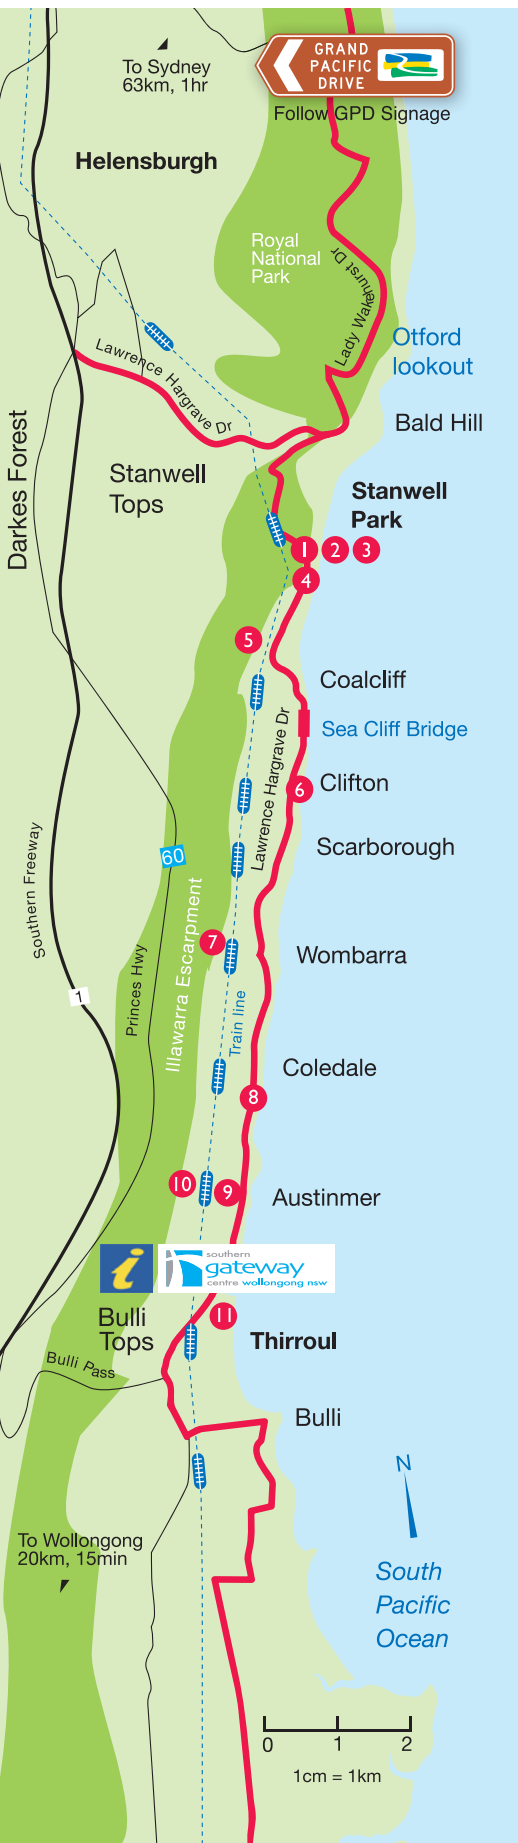 GRAND
PACIFIC
DRIVE
To Sydney
63km, 1hr
Follow GPD Signage
Helensburgh
Royal
National
Park
Lady Wakehurst Dr
Otford
lookout
Lawrence Hargrave Dr
Bald Hill
Darkes Forest
Stanwell
Tops
Stanwell
Park
1 2 3
4
5
Coalcliff
Sea Cliff Bridge
Lawrence Hargrave Dr
6
Clifton
Scarborough
60
Southern Freeway
Illawarra Escarpment
7
Wombarra
Princes Hwy
1
Train line
Coledale
8
10
9
Austinmer
i
southern
gateway
centre wollongong nsw
11
Bulli
Tops
Thirroul
Bulli Pass
Bulli
N
To Wollongong
20km, 15min
South
Pacific
Ocean
0 1 2
1cm = 1km